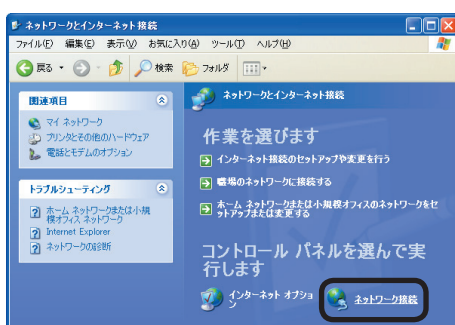 ネットワークとインターネット接続
ファイル(F) 編集(E) 表示(V) お気に入り(A) ツール(T) ヘルプ(H)
戻る 検索 フォルダ
関連項目
マイ ネットワーク
プリンタとその他のハードウェア
電話とモデムのオプション
トラブルシューティング
ホーム ネットワークまたは小規
模オフィス ネットワーク
Internet Explorer
ネットワークの診断
ネットワークとインターネット接続
作業を選びます
インターネット接続のセットアップや変更を行う
職場のネットワークに接続する
ホーム ネットワークまたは小規模オフィスのネットワークをセ
ットアップまたは変更する
コントロール パネルを選んで実
行します
インターネット オプショ
ン
ネットワーク接続